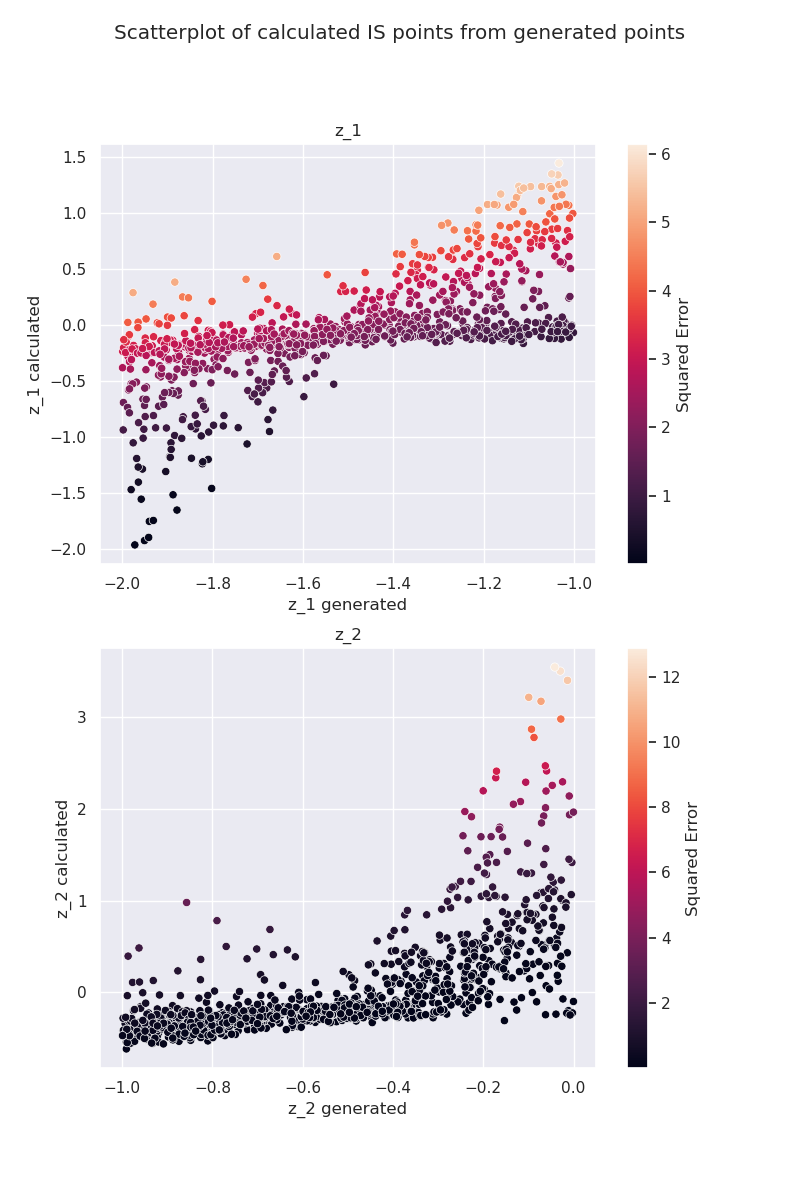 Scatterplot of calculated IS points from generated points
z_1
1.5
1.0
0.5
0.0
−0.5
−1.0
−1.5
−2.0
z_1 calculated
−2.0 −1.8 −1.6 −1.4 −1.2 −1.0
z_1 generated
6
5
4
3
2
1
Squared Error
z_2
3
2
1
0
z_2 calculated
−1.0 −0.8 −0.6 −0.4 −0.2 0.0
z_2 generated
12
10
8
6
4
2
Squared Error